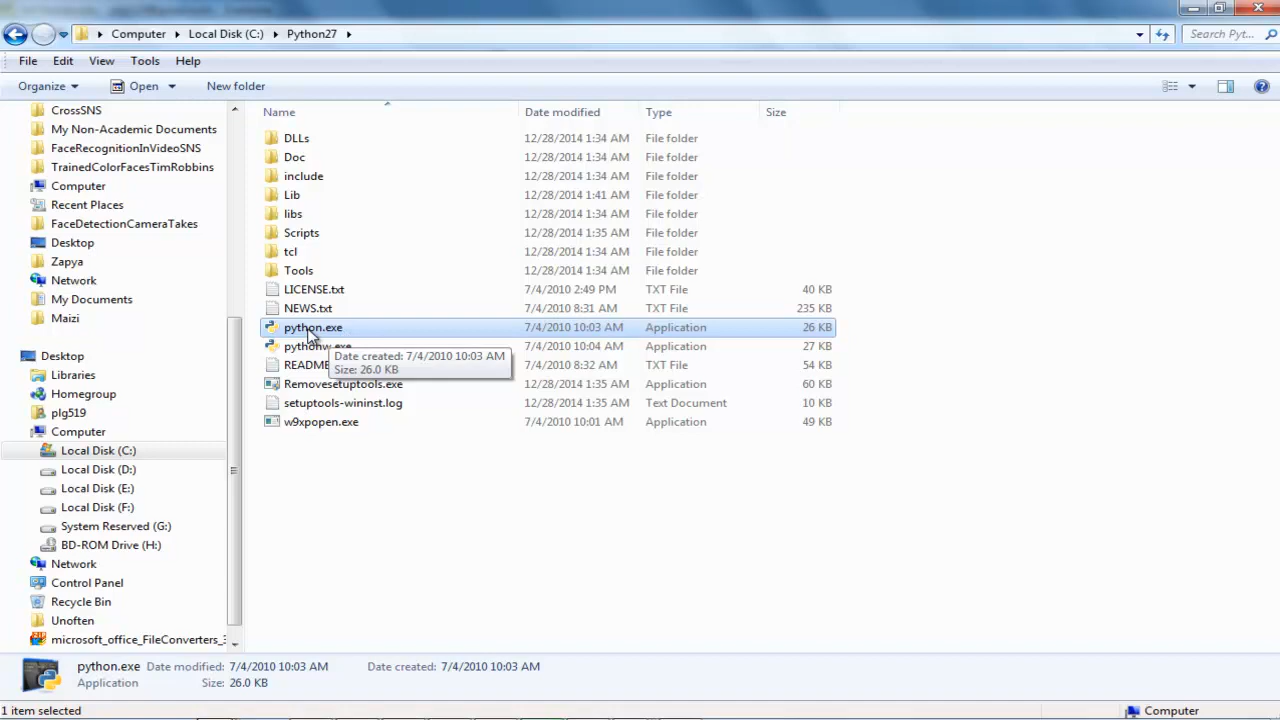 Computer
Local Disk (C:)
Python27
Search Pyt...
File Edit View Tools Help
Organize Open New folder
CrossSNS
My Non-Academic Documents
FaceRecognitionInVideoSNS
TrainedColorFacesTimRobbins
Computer
Recent Places
FaceDetectionCameraTakes
Desktop
Zapya
Network
My Documents
Maizi
Desktop
Libraries
Homegroup
plg519
Computer
Local Disk (C:)
Local Disk (D:)
Local Disk (E:)
Local Disk (F:)
System Reserved (G:)
BD-ROM Drive (H:)
Network
Control Panel
Recycle Bin
Unoften
microsoft_office_FileConverters_
Name Date modified Type Size
DLLs 12/28/2014 1:34 AM File folder
Doc 12/28/2014 1:34 AM File folder
include 12/28/2014 1:34 AM File folder
Lib 12/28/2014 1:41 AM File folder
libs 12/28/2014 1:34 AM File folder
Scripts 12/28/2014 1:35 AM File folder
tcl 12/28/2014 1:34 AM File folder
Tools 12/28/2014 1:34 AM File folder
LICENSE.txt 7/4/2010 2:49 PM TXT File 40 KB
NEWS.txt 7/4/2010 8:31 AM TXT File 235 KB
python.exe 7/4/2010 10:03 AM Application 26 KB
pythonw.exe 7/4/2010 10:04 AM Application 27 KB
README 7/4/2010 8:32 AM TXT File 54 KB
Date created: 7/4/2010 10:03 AM
Size: 26.0 KB
Removesetuptools.exe 12/28/2014 1:35 AM Application 60 KB
setuptools-wininst.log 12/28/2014 1:35 AM Text Document 10 KB
w9xpopen.exe 7/4/2010 10:01 AM Application 49 KB
python.exe Date modified: 7/4/2010 10:03 AM Date created: 7/4/2010 10:03 AM
Application Size: 26.0 KB
1 item selected Computer